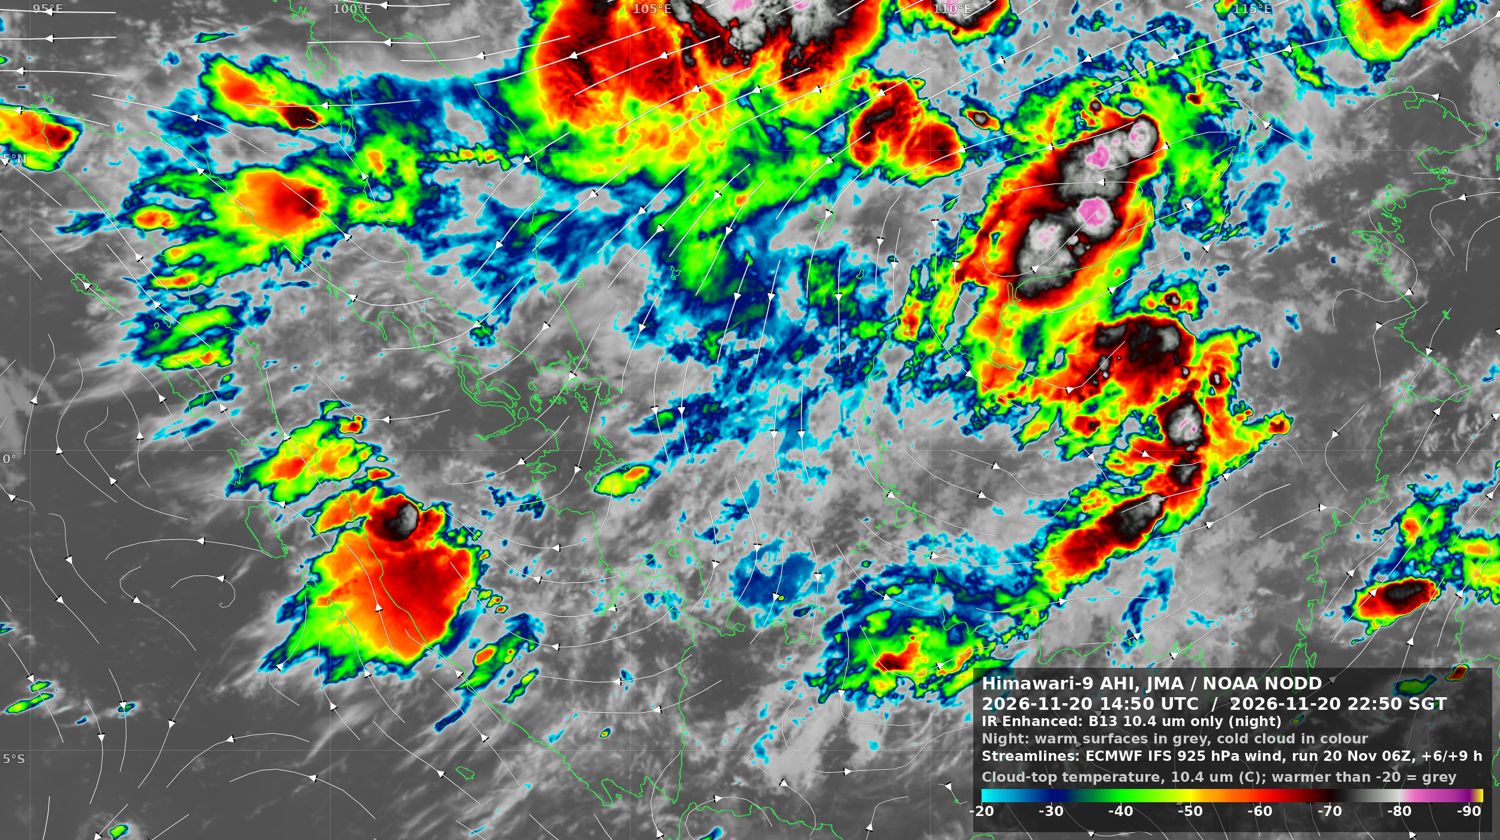 95°E 100°E 105°E 110°E 115°E
5°N
0°
5°S
Himawari-9 AHI, JMA / NOAA NODD
2026-11-20 14:50 UTC / 2026-11-20 22:50 SGT
IR Enhanced: B13 10.4 um only (night)
Night: warm surfaces in grey, cold cloud in colour
Streamlines: ECMWF IFS 925 hPa wind, run 20 Nov 06Z, +6/+9 h
Cloud-top temperature, 10.4 um (C); warmer than -20 = grey
-20 -30 -40 -50 -60 -70 -80 -90